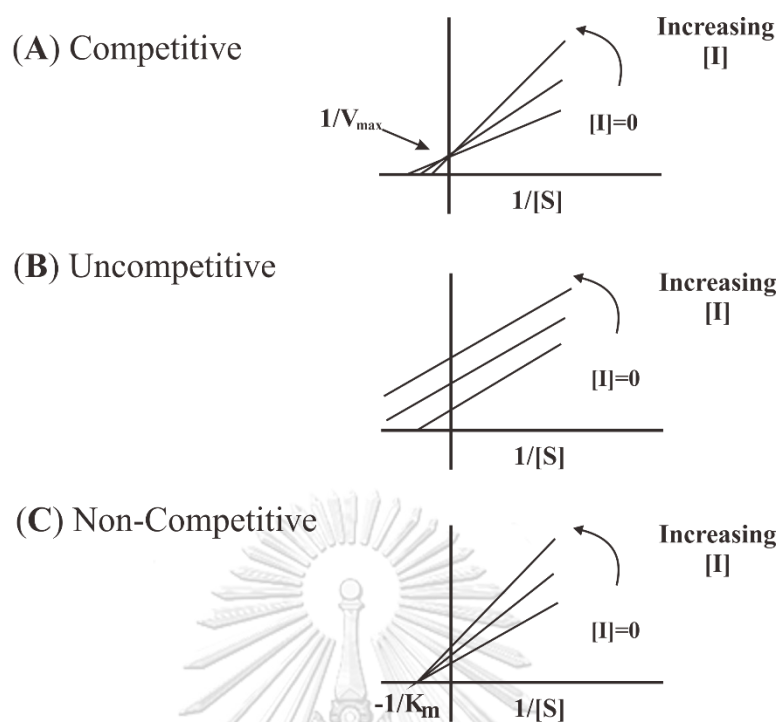 (A) Competitive
Increasing
[I]
1/Vmax
[I]=0
1/[S]
(B) Uncompetitive
Increasing
[I]
[I]=0
1/[S]
(C) Non-Competitive
Increasing
[I]
[I]=0
-1/Km
1/[S]